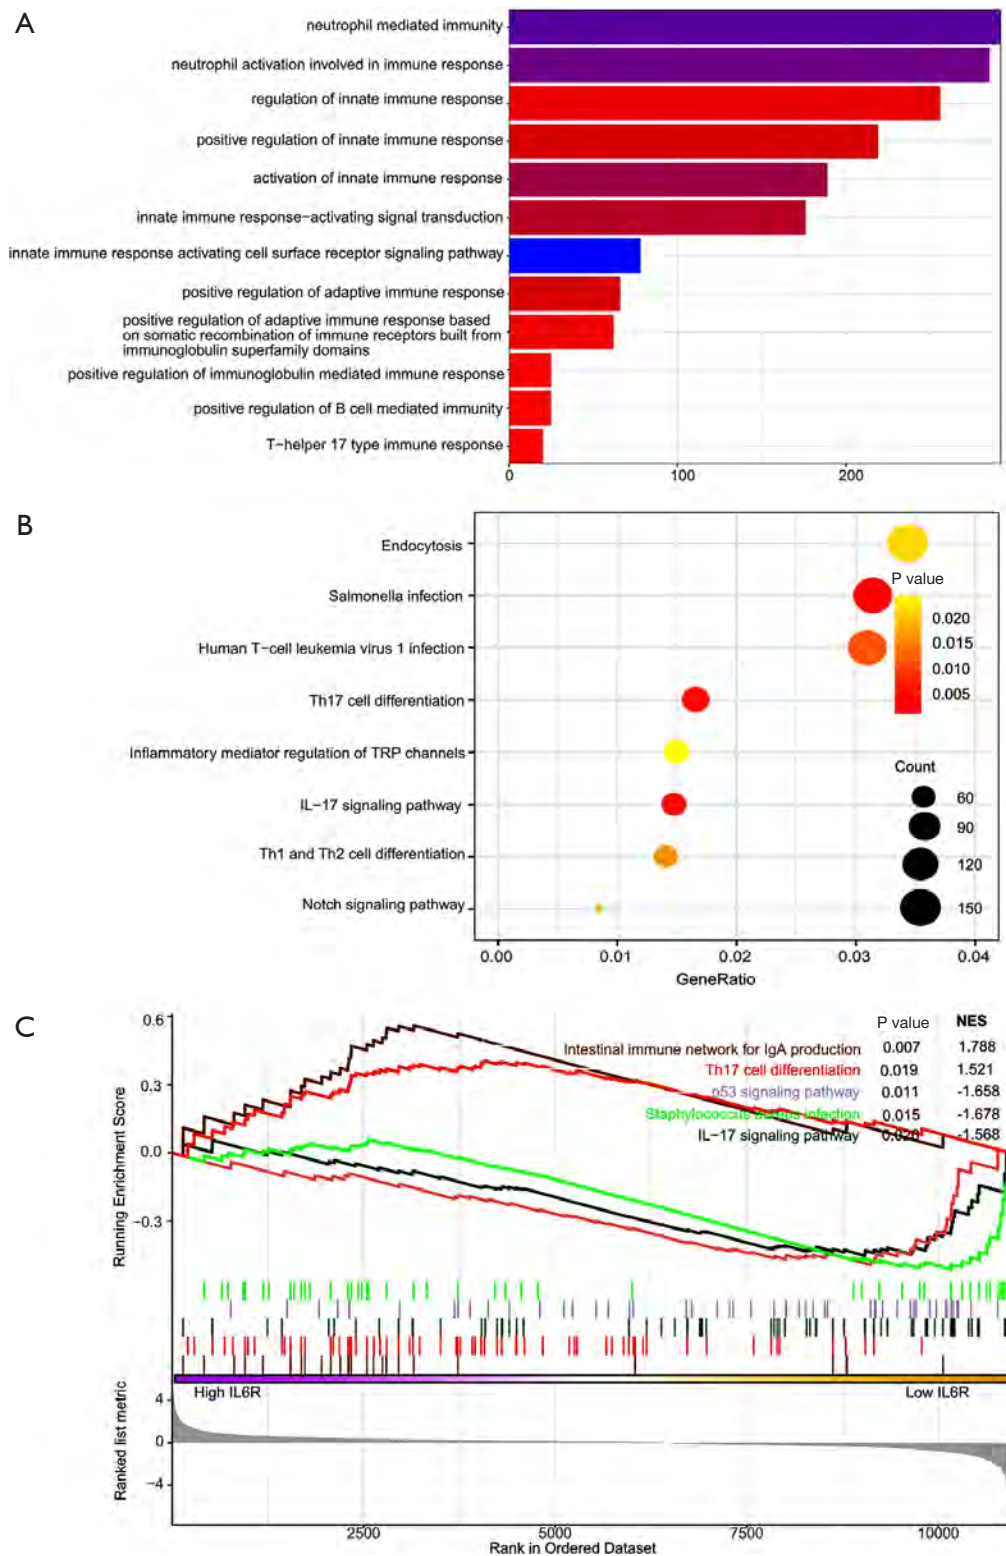 A
neutrophil mediated immunity
neutrophil activation involved in immune response
regulation of innate immune response
positive regulation of innate immune response
activation of innate immune response
innate immune response−activating signal transduction
innate immune response activating cell surface receptor signaling pathway
positive regulation of adaptive immune response
positive regulation of adaptive immune response based
on somatic recombination of immune receptors built from
immunoglobulin superfamily domains
positive regulation of immunoglobulin mediated immune response
positive regulation of B cell mediated immunity
T−helper 17 type immune response
0 100 200
B
Endocytosis
Salmonella infection
Human T−cell leukemia virus 1 infection
Th17 cell differentiation
Inflammatory mediator regulation of TRP channels
IL−17 signaling pathway
Th1 and Th2 cell differentiation
Notch signaling pathway
P value
0.020
0.015
0.010
0.005
Count
60
90
120
150
0.00 0.01 0.02 0.03 0.04
GeneRatio
C
P value NES
Intestinal immune network for IgA production 0.007 1.788
Th17 cell differentiation 0.019 1.521
p53 signaling pathway 0.011 -1.658
Staphylococcus aureus infection 0.015 -1.678
IL−17 signaling pathway 0.020 -1.568
Running Enrichment Score
0.6
0.3
0.0
−0.3
High IL6R Low IL6R
Ranked list metric
4
0
−4
2500 5000 7500 10000
Rank in Ordered Dataset